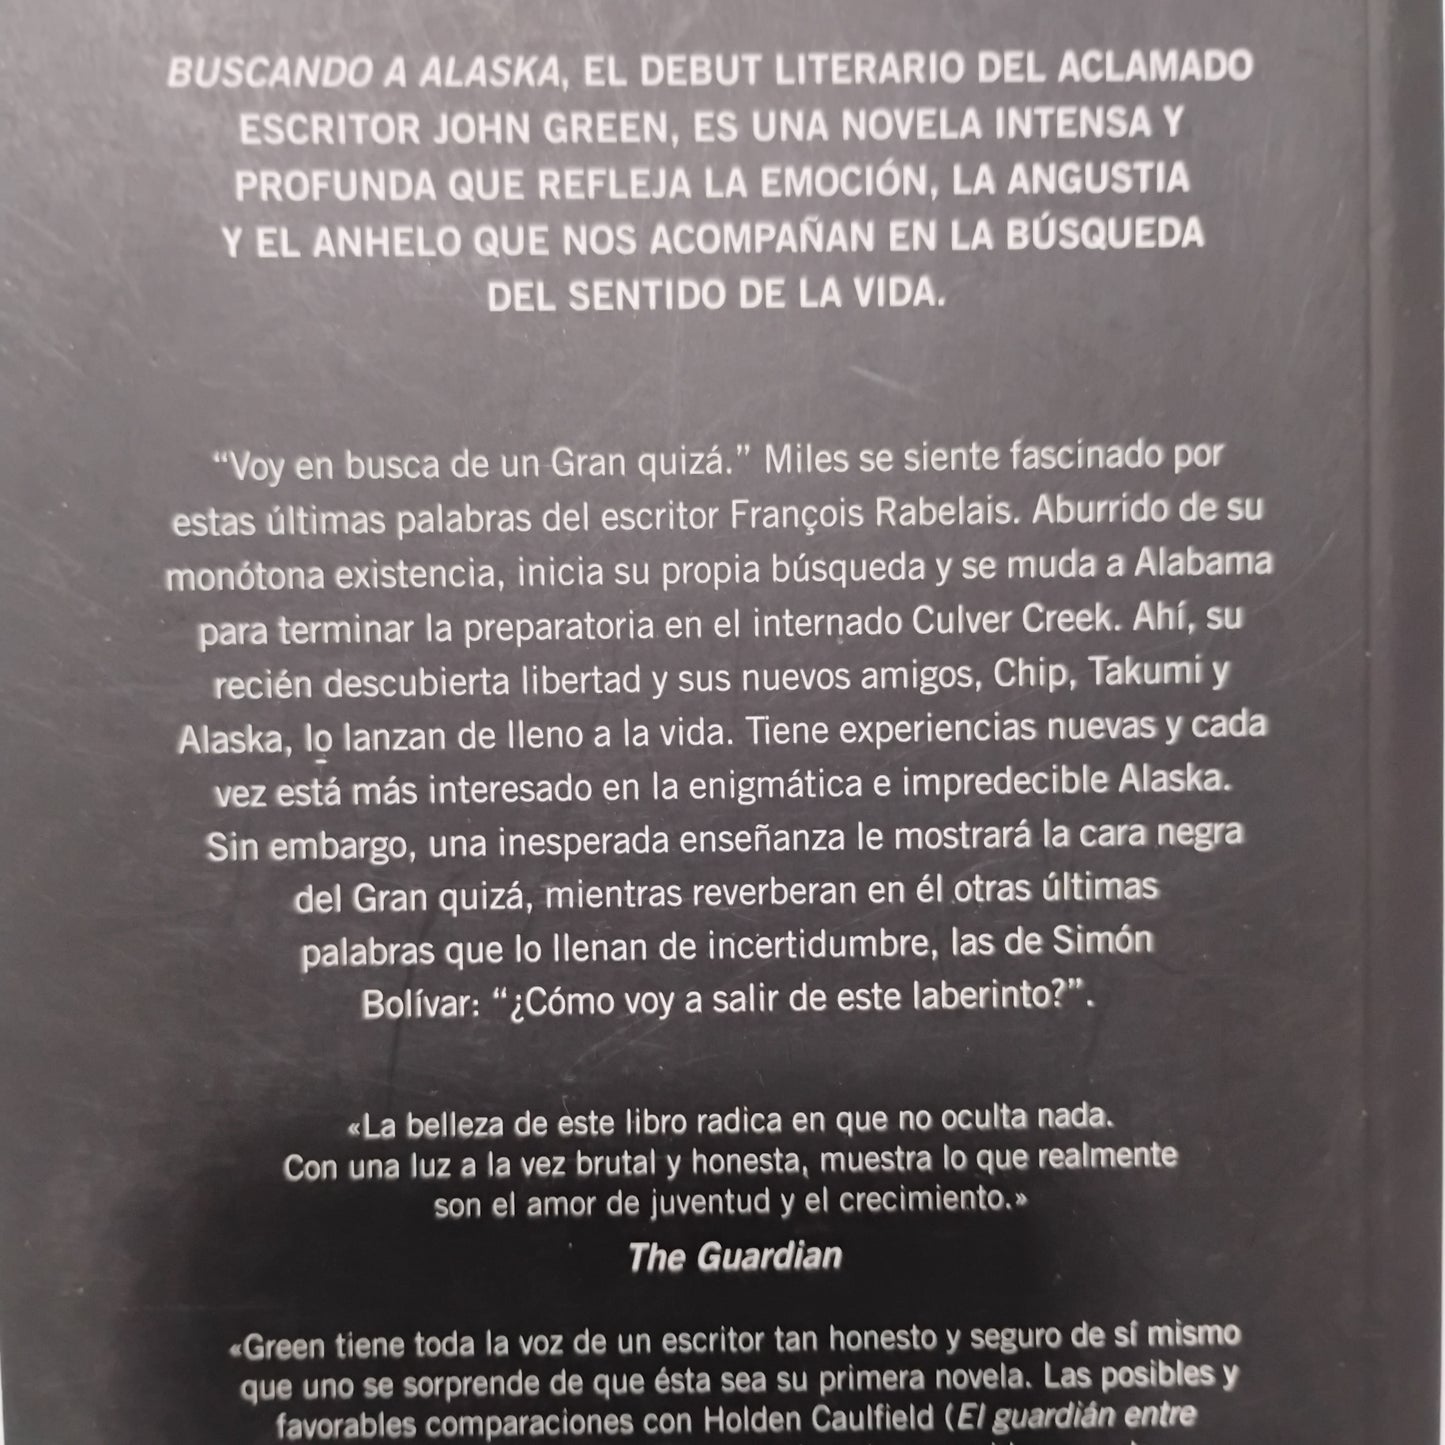 BUSCANDO A ALASKA, EL DEBUT LITERARIO DEL ACLAMADO
ESCRITOR JOHN GREEN, ES UNA NOVELA INTENSA Y
PROFUNDA QUE REFLEJA LA EMOCIÓN, LA ANGUSTIA
Y EL ANHELO QUE NOS ACOMPAÑAN EN LA BÚSQUEDA
DEL SENTIDO DE LA VIDA.
“Voy en busca de un Gran quizá.” Miles se siente fascinado por
estas últimas palabras del escritor François Rabelais. Aburrido de su
monótona existencia, inicia su propia búsqueda y se muda a Alabama
para terminar la preparatoria en el internado Culver Creek. Ahí, su
recién descubierta libertad y sus nuevos amigos, Chip, Takumi y
Alaska, lo lanzan de lleno a la vida. Tiene experiencias nuevas y cada
vez está más interesado en la enigmática e impredecible Alaska.
Sin embargo, una inesperada enseñanza le mostrará la cara negra
del Gran quizá, mientras reverberan en él otras últimas
palabras que lo llenan de incertidumbre, las de Simón
Bolívar: “¿Cómo voy a salir de este laberinto?”.
«La belleza de este libro radica en que no oculta nada.
Con una luz a la vez brutal y honesta, muestra lo que realmente
son el amor de juventud y el crecimiento.»
The Guardian
«Green tiene toda la voz de un escritor tan honesto y seguro de sí mismo
que uno se sorprende de que ésta sea su primera novela. Las posibles y
favorables comparaciones con Holden Caulfield (El guardián entre